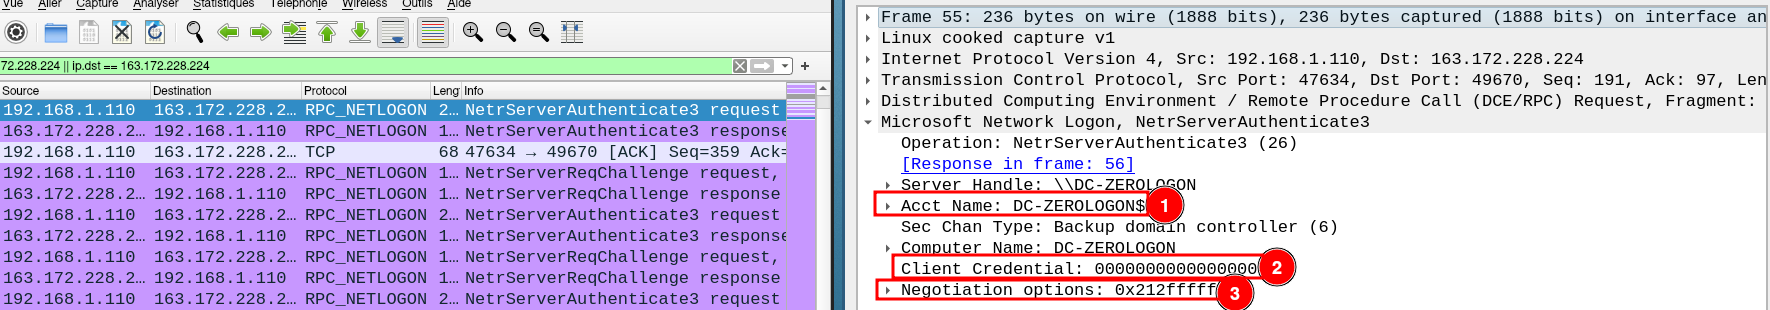 Vue Aller Capture Analyser Statistiques Telephonie Wireless Outils Aide
72.228.224 || ip.dst == 163.172.228.224
Source Destination Protocol Leng Info
192.168.1.110 163.172.228.2… RPC_NETLOGON 2… NetrServerAuthenticate3 request
163.172.228.2… 192.168.1.110 RPC_NETLOGON 1… NetrServerAuthenticate3 response
192.168.1.110 163.172.228.2… TCP 68 47634 → 49670 [ACK] Seq=359 Ack=
192.168.1.110 163.172.228.2… RPC_NETLOGON 1… NetrServerReqChallenge request,
163.172.228.2… 192.168.1.110 RPC_NETLOGON 1… NetrServerReqChallenge response
192.168.1.110 163.172.228.2… RPC_NETLOGON 2… NetrServerAuthenticate3 request
163.172.228.2… 192.168.1.110 RPC_NETLOGON 1… NetrServerAuthenticate3 response
192.168.1.110 163.172.228.2… RPC_NETLOGON 1… NetrServerReqChallenge request,
163.172.228.2… 192.168.1.110 RPC_NETLOGON 1… NetrServerReqChallenge response
192.168.1.110 163.172.228.2… RPC_NETLOGON 2… NetrServerAuthenticate3 request
Frame 55: 236 bytes on wire (1888 bits), 236 bytes captured (1888 bits) on interface an
Linux cooked capture v1
Internet Protocol Version 4, Src: 192.168.1.110, Dst: 163.172.228.224
Transmission Control Protocol, Src Port: 47634, Dst Port: 49670, Seq: 191, Ack: 97, Len
Distributed Computing Environment / Remote Procedure Call (DCE/RPC) Request, Fragment:
Microsoft Network Logon, NetrServerAuthenticate3
Operation: NetrServerAuthenticate3 (26)
[Response in frame: 56]
Server Handle: \\DC-ZEROLOGON
Acct Name: DC-ZEROLOGON$ 1
Sec Chan Type: Backup domain controller (6)
Computer Name: DC-ZEROLOGON
Client Credential: 0000000000000000 2
Negotiation options: 0x212fffff 3